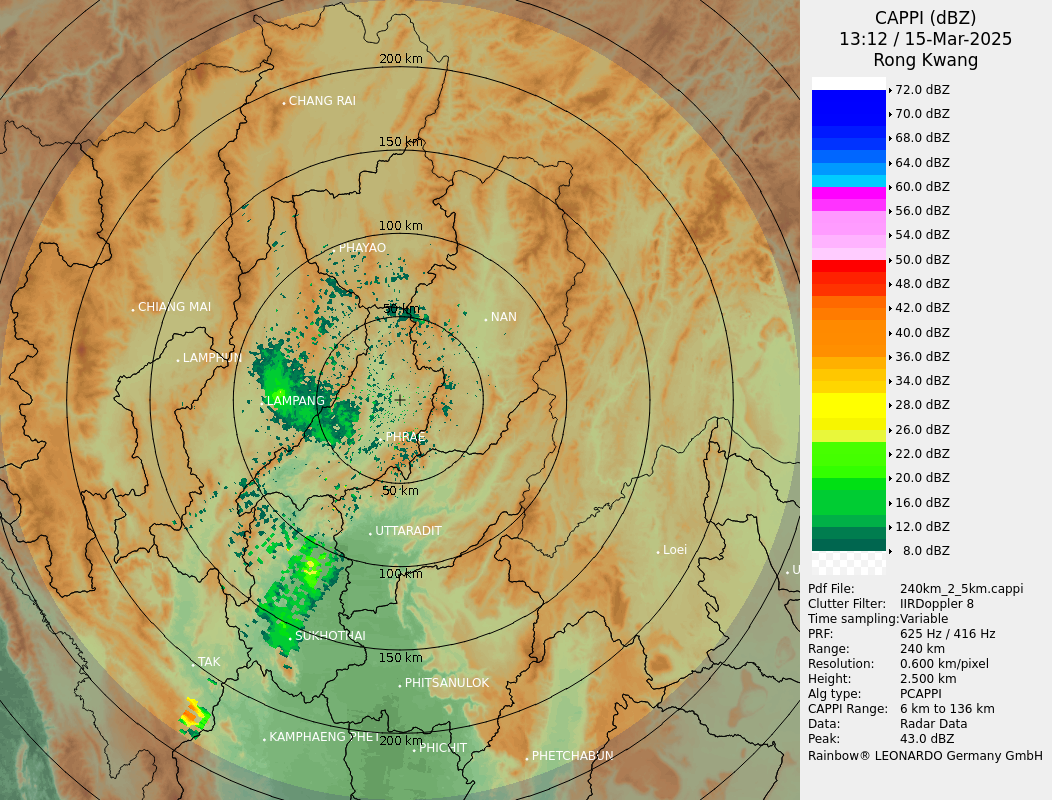 CAPPI (dBZ)
13:12 / 15-Mar-2025
Rong Kwang
72.0 dBZ
70.0 dBZ
68.0 dBZ
64.0 dBZ
60.0 dBZ
56.0 dBZ
54.0 dBZ
50.0 dBZ
48.0 dBZ
42.0 dBZ
40.0 dBZ
36.0 dBZ
34.0 dBZ
28.0 dBZ
26.0 dBZ
22.0 dBZ
20.0 dBZ
16.0 dBZ
12.0 dBZ
8.0 dBZ
Pdf File: 240km_2_5km.cappi
Clutter Filter: IIRDoppler 8
Time sampling:Variable
PRF: 625 Hz / 416 Hz
Range: 240 km
Resolution: 0.600 km/pixel
Height: 2.500 km
Alg type: PCAPPI
CAPPI Range: 6 km to 136 km
Data: Radar Data
Peak: 43.0 dBZ
Rainbow® LEONARDO Germany GmbH
200 km
CHANG RAI
150 km
100 km
PHAYAO
CHIANG MAI
50 km
NAN
LAMPHUN
LAMPANG
PHRAE
50 km
UTTARADIT
Loei
U
100 km
SUKHOTHAI
150 km
TAK
PHITSANULOK
KAMPHAENG PHET
200 km
PHICHIT
PHETCHABUN